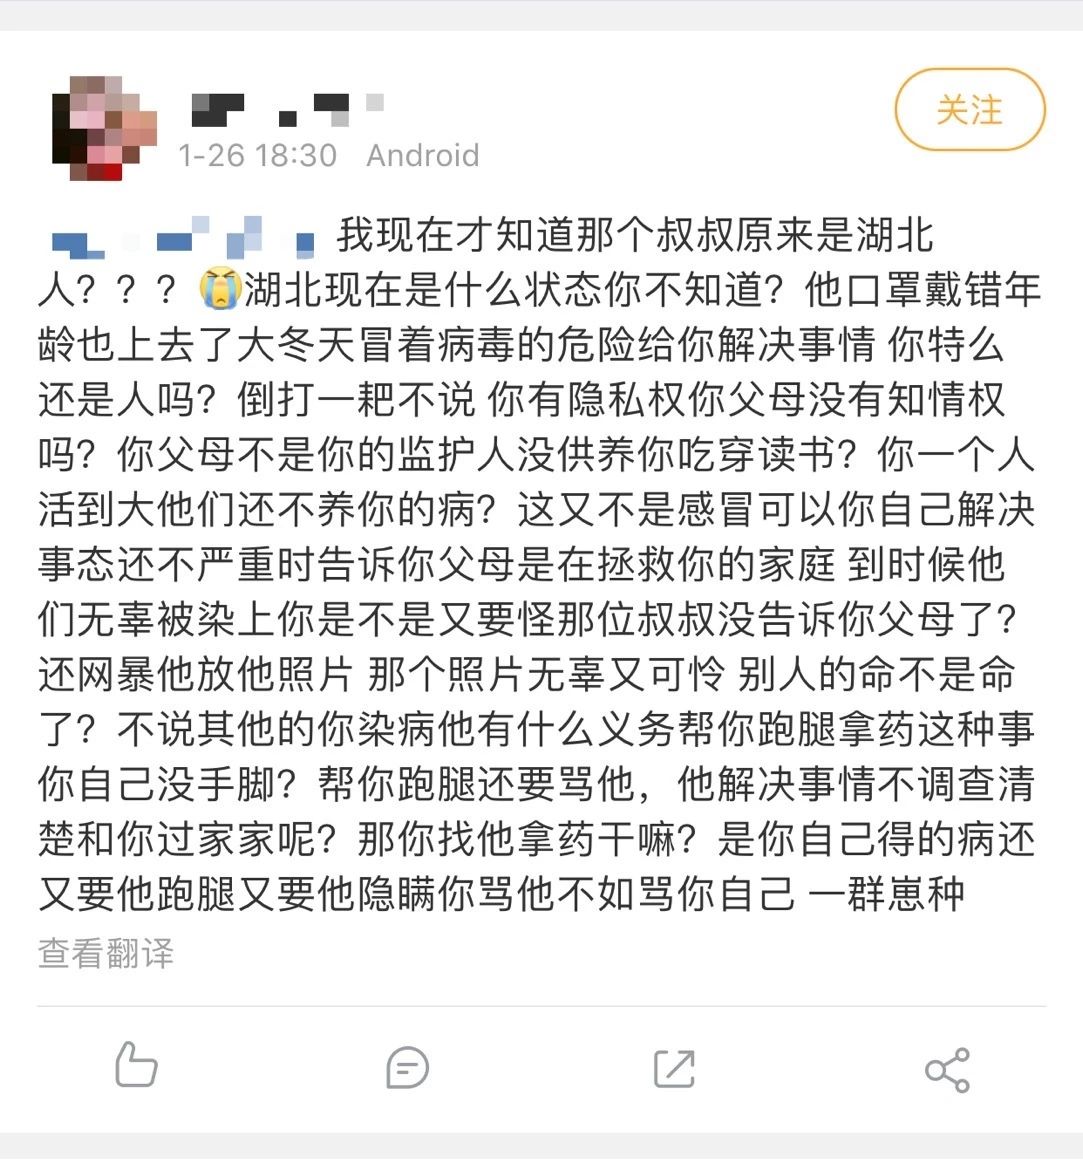 关注
1-26 18:30 Android
我现在才知道那个叔叔原来是湖北
人？？？😭湖北现在是什么状态你不知道？他口罩戴错年
龄也上去了大冬天冒着病毒的危险给你解决事情 你特么
还是人吗？倒打一耙不说 你有隐私权你父母没有知情权
吗？你父母不是你的监护人没供养你吃穿读书？你一个人
活到大他们还不养你的病？这又不是感冒可以你自己解决
事态还不严重时告诉你父母是在拯救你的家庭 到时候他
们无辜被染上你是不是又要怪那位叔叔没告诉你父母了？
还网暴他放他照片 那个照片无辜又可怜 别人的命不是命
了？不说其他的你染病他有什么义务帮你跑腿拿药这种事
你自己没手脚？帮你跑腿还要骂他，他解决事情不调查清
楚和你过家家呢？那你找他拿药干嘛？是你自己得的病还
又要他跑腿又要他隐瞒你骂他不如骂你自己 一群崽种
查看翻译